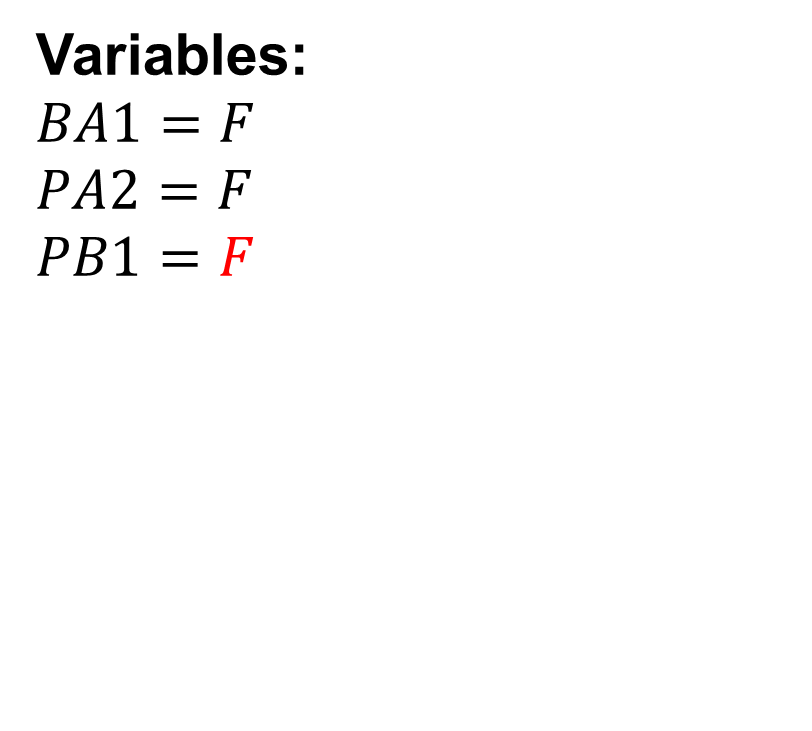 Variables:
BA1 = F
PA2 = F
PB1 = F